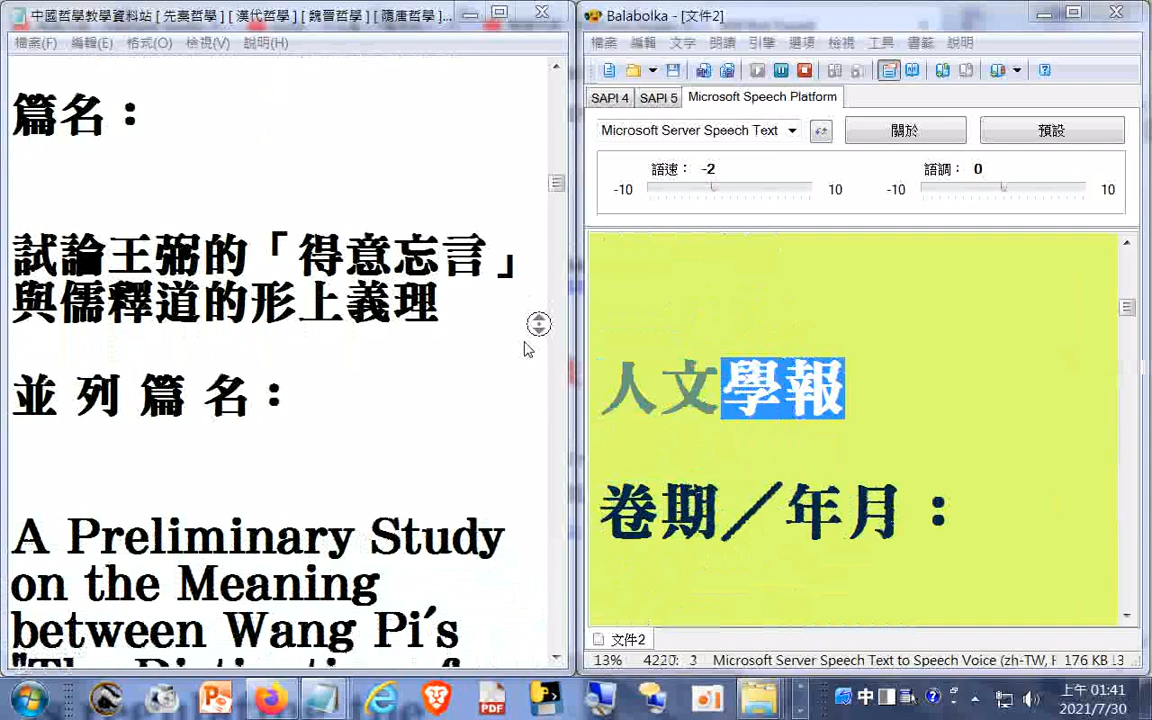 中國哲學教學資料站 [ 先秦哲學 ] [ 漢代哲學 ] [ 魏晉哲學 ] [ 隋唐哲學 ]...
檔案(F) 編輯(E) 格式(O) 檢視(V) 說明(H)
篇名：
試論王弼的「得意忘言」
與儒釋道的形上義理
並 列 篇 名：
A Preliminary Study
on the Meaning
between Wang Pi's
"The Distinction of
Balabolka - [文件2]
檔案 編輯 文字 朗讀 引擎 選項 檢視 工具 書籤 說明
SAPI 4 SAPI 5 Microsoft Speech Platform
Microsoft Server Speech Text 關於 預設
語速： -2 語調： 0
-10 10 -10 10
人文學報
卷期／年月：
文件2
13% 4220: 3 Microsoft Server Speech Text to Speech Voice (zh-TW, H 176 KB
中
上午 01:41
2021/7/30